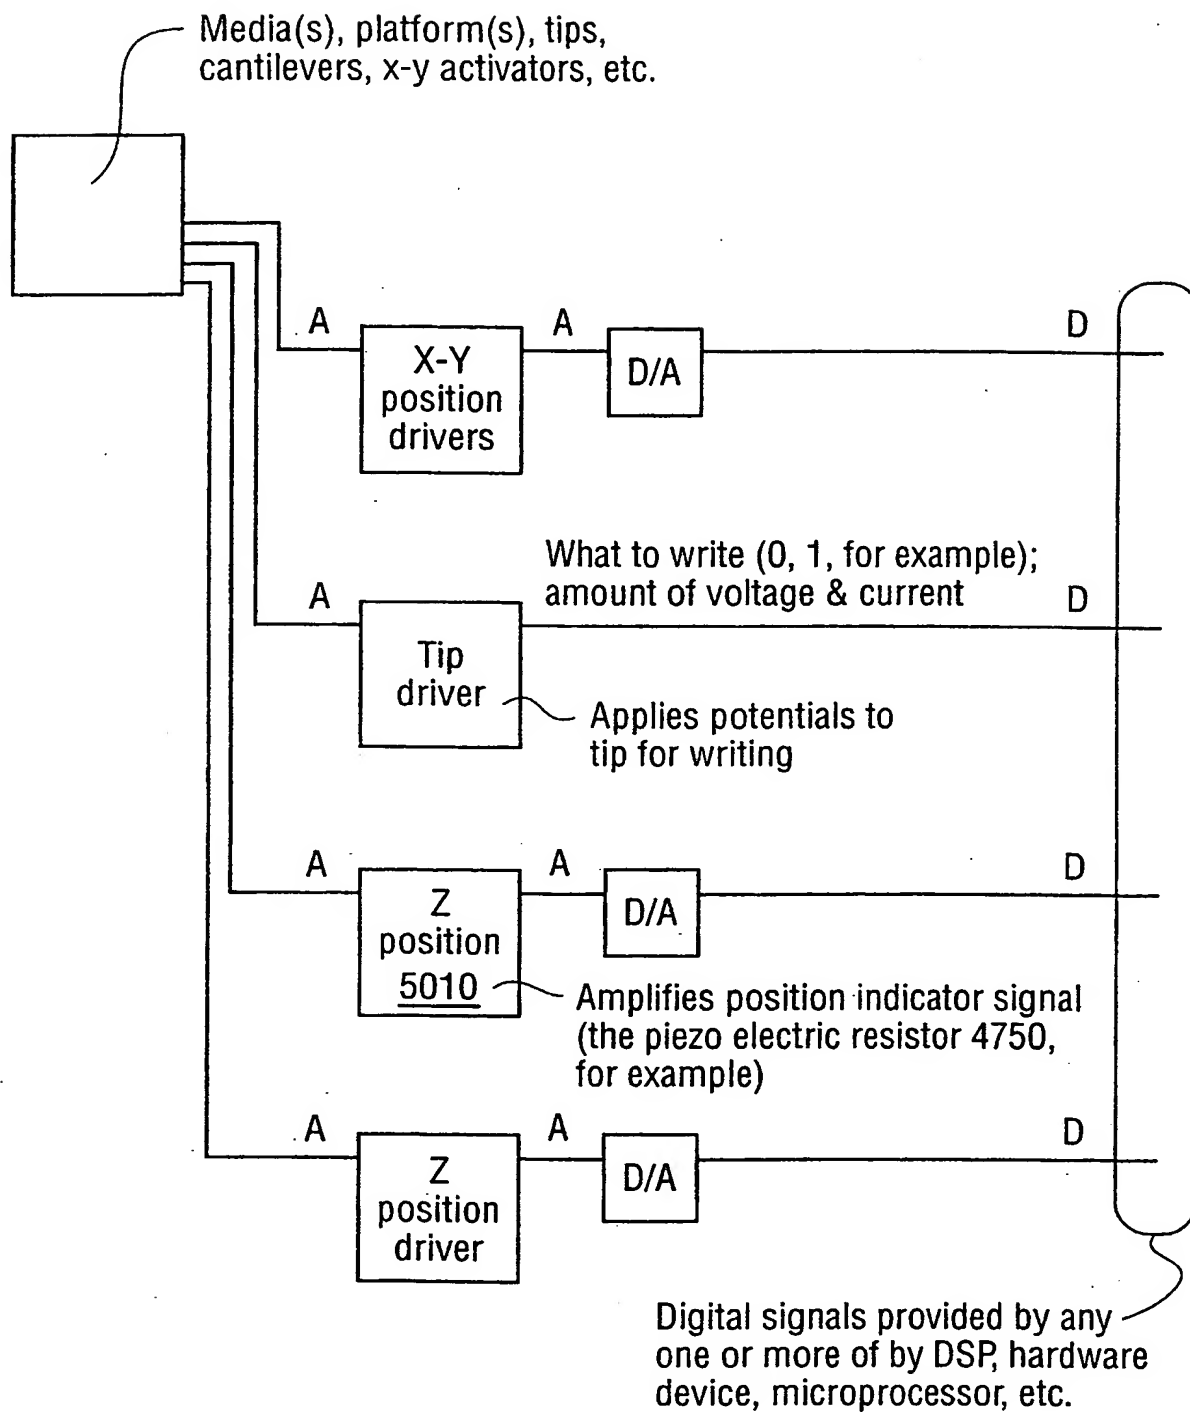 Media(s), platform(s), tips,
cantilevers, x-y activators, etc.
A
X-Y
position
drivers
A
D/A
D
What to write (0, 1, for example);
amount of voltage & current
A
D
Tip
driver
Applies potentials to
tip for writing
A
Z
position
5010
A
D/A
D
Amplifies position indicator signal
(the piezo electric resistor 4750,
for example)
A
Z
position
driver
A
D/A
D
Digital signals provided by any
one or more of by DSP, hardware
device, microprocessor, etc.